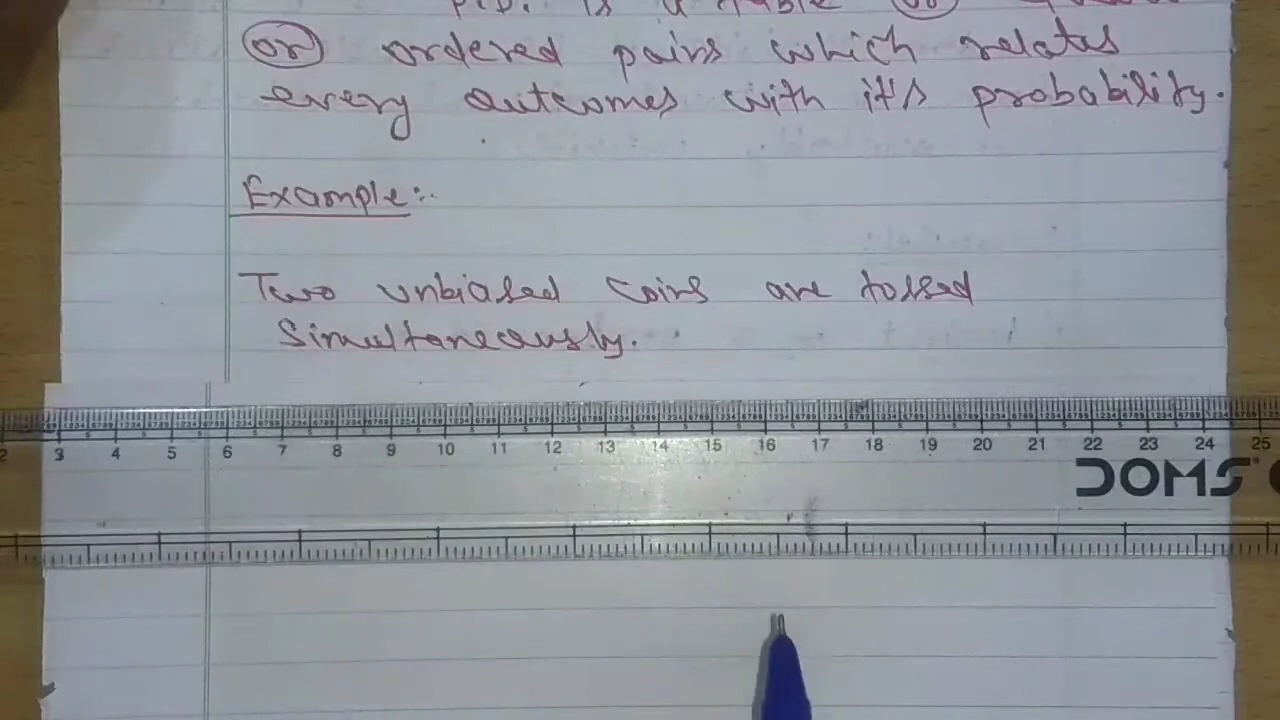 is a
or ordered pairs which relates
every outcomes with it's probability.
Example:-
Two unbiased coins are tossed
Simultaneously.
2 3 4 5 6 7 8 9 10 11 12 13 14 15 16 17 18 19 20 21 22 23 24 25
DOMS